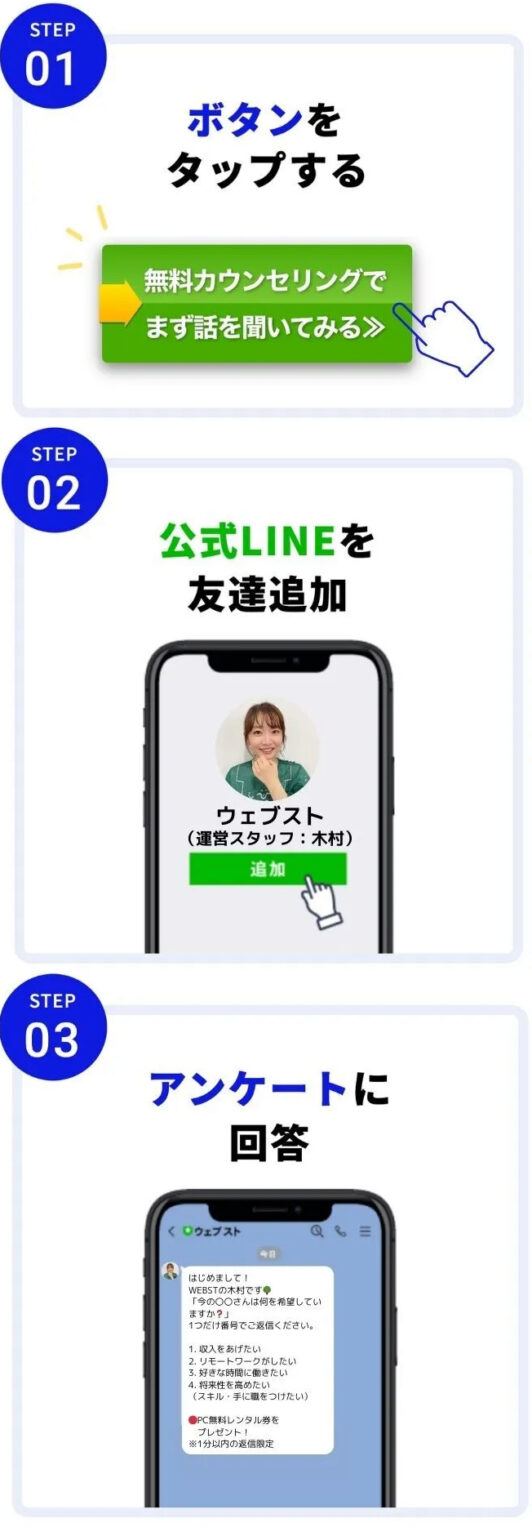 STEP
01
ボタンを
タップする
無料カウンセリングで
まず話を聞いてみる≫
STEP
02
公式LINEを
友達追加
ウェブスト
（運営スタッフ：木村）
追加
STEP
03
アンケートに
回答
ウェブスト
今日
はじめまして！
WEBSTの木村です🌳
「今の〇〇さんは何を希望してい
ますか❓」
1つだけ番号でご返信ください。
1. 収入をあげたい
2. リモートワークがしたい
3. 好きな時間に働きたい
4. 将来性を高めたい
（スキル・手に職をつけたい）
🔴PC無料レンタル券を
プレゼント！
※1分以内の返信限定